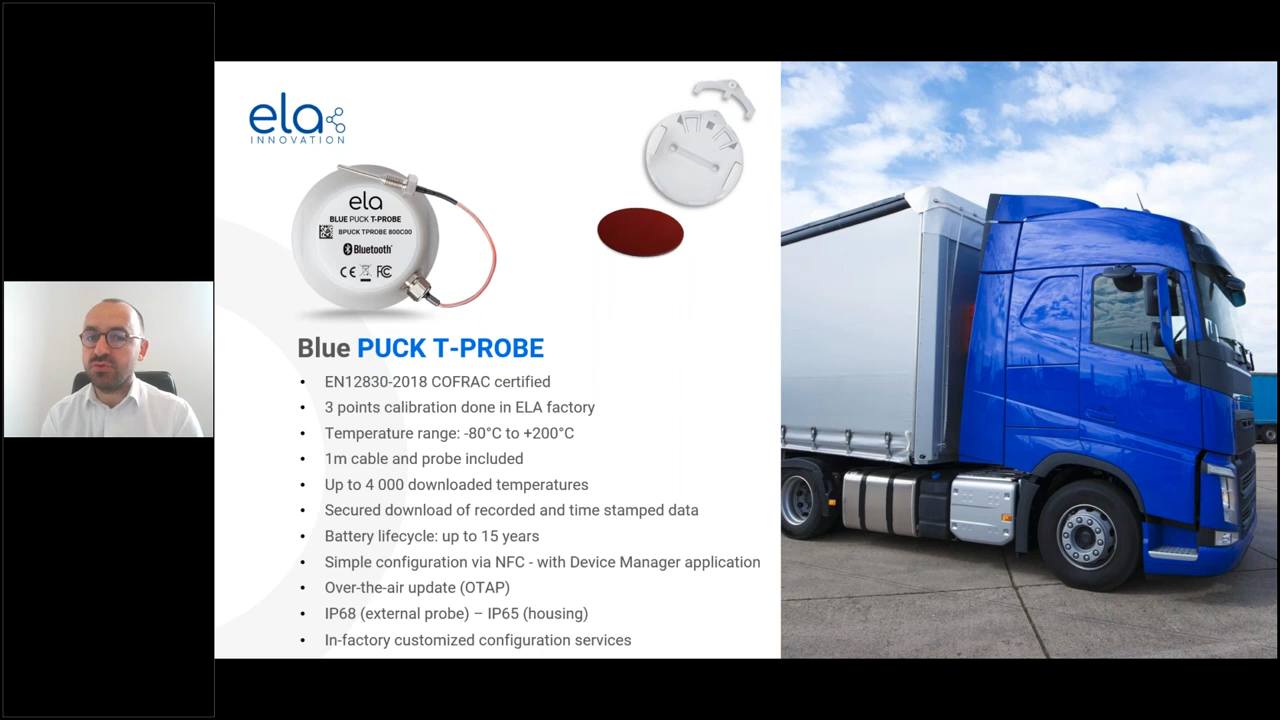 ela
INNOVATION
ela
BLUE PUCK T-PROBE
BPUCK TPROBE 800C00
Bluetooth
CE FC
Blue PUCK T-PROBE
• EN12830-2018 COFRAC certified
• 3 points calibration done in ELA factory
• Temperature range: -80°C to +200°C
• 1m cable and probe included
• Up to 4 000 downloaded temperatures
• Secured download of recorded and time stamped data
• Battery lifecycle: up to 15 years
• Simple configuration via NFC - with Device Manager application
• Over-the-air update (OTAP)
• IP68 (external probe) – IP65 (housing)
• In-factory customized configuration services